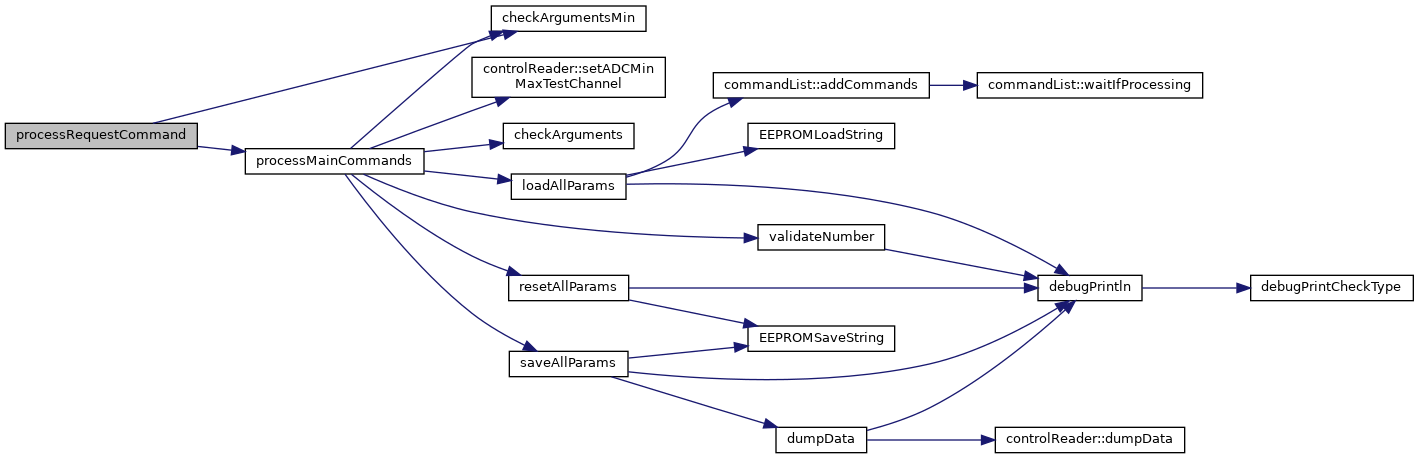 checkArgumentsMin
controlReader::setADCMin
MaxTestChannel
commandList::addCommands
commandList::waitIfProcessing
processRequestCommand
checkArguments
EEPROMLoadString
processMainCommands
loadAllParams
validateNumber
resetAllParams
debugPrintln
debugPrintCheckType
EEPROMSaveString
saveAllParams
dumpData
controlReader::dumpData